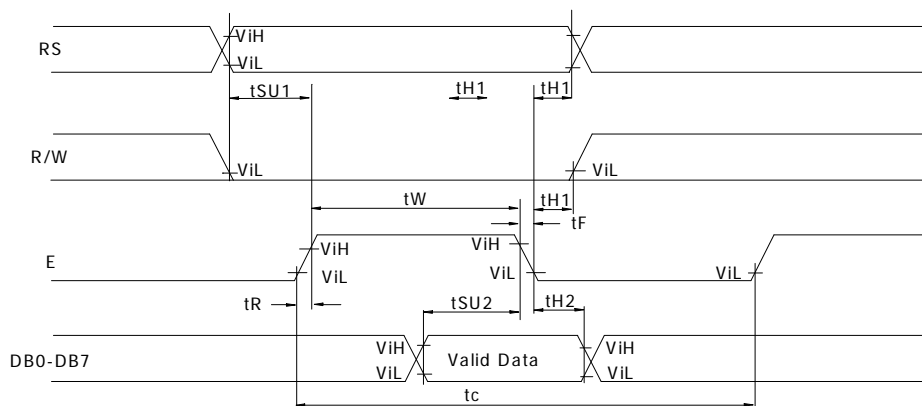 RS
ViH
ViL
tSU1
tH1
tH1
R/W
ViL
ViL
tW
tH1
tF
E
ViH
ViL
ViH
ViL
ViL
tR
tSU2
tH2
DB0-DB7
ViH
ViL
Valid Data
ViH
ViL
tc